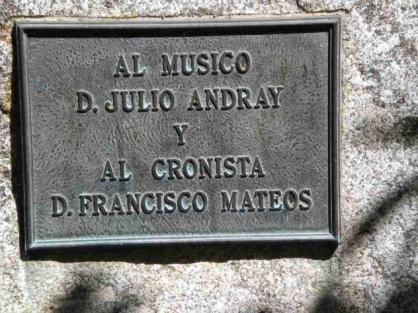 AL MUSICO
D. JULIO ANDRAY
Y
AL CRONISTA
D. FRANCISCO MATEOS